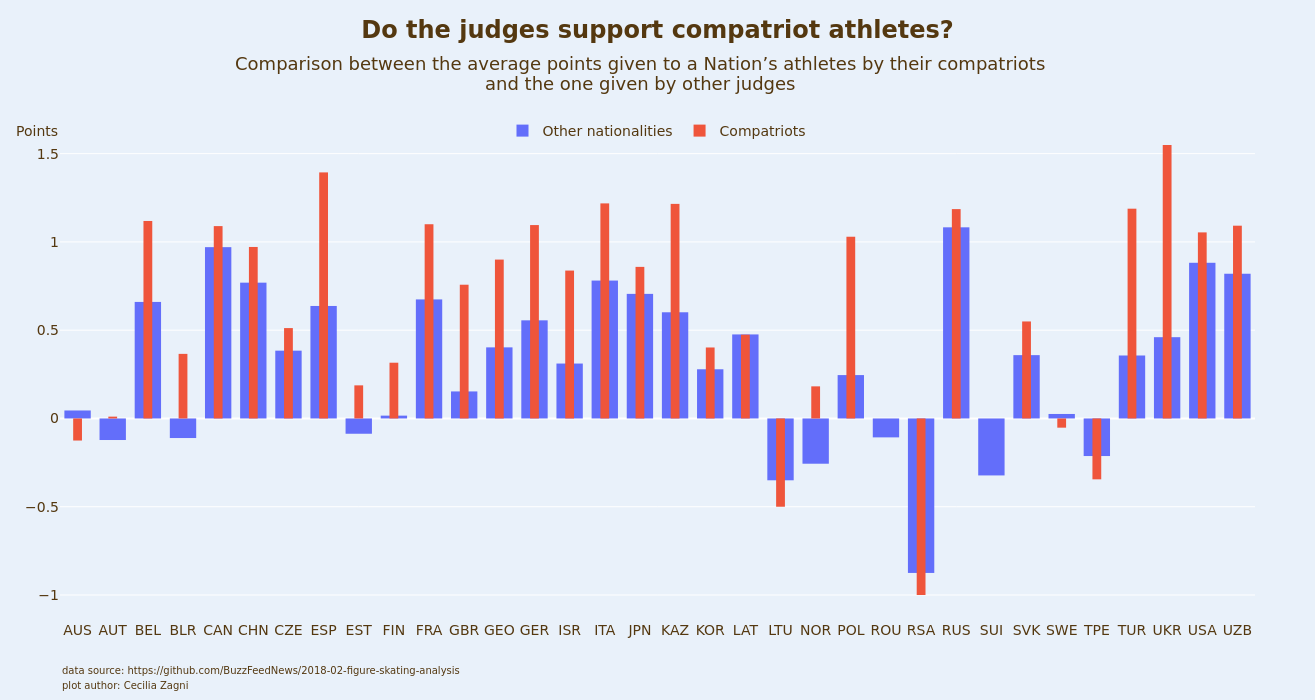 Do the judges support compatriot athletes?
Comparison between the average points given to a Nation’s athletes by their compatriots
and the one given by other judges
Points
Other nationalities Compatriots
1.5
1
0.5
0
−0.5
−1
AUS AUT BEL BLR CAN CHN CZE ESP EST FIN FRA GBR GEO GER ISR ITA JPN KAZ KOR LAT LTU NOR POL ROU RSA RUS SUI SVK SWE TPE TUR UKR USA UZB
data source: https://github.com/BuzzFeedNews/2018-02-figure-skating-analysis
plot author: Cecilia Zagni